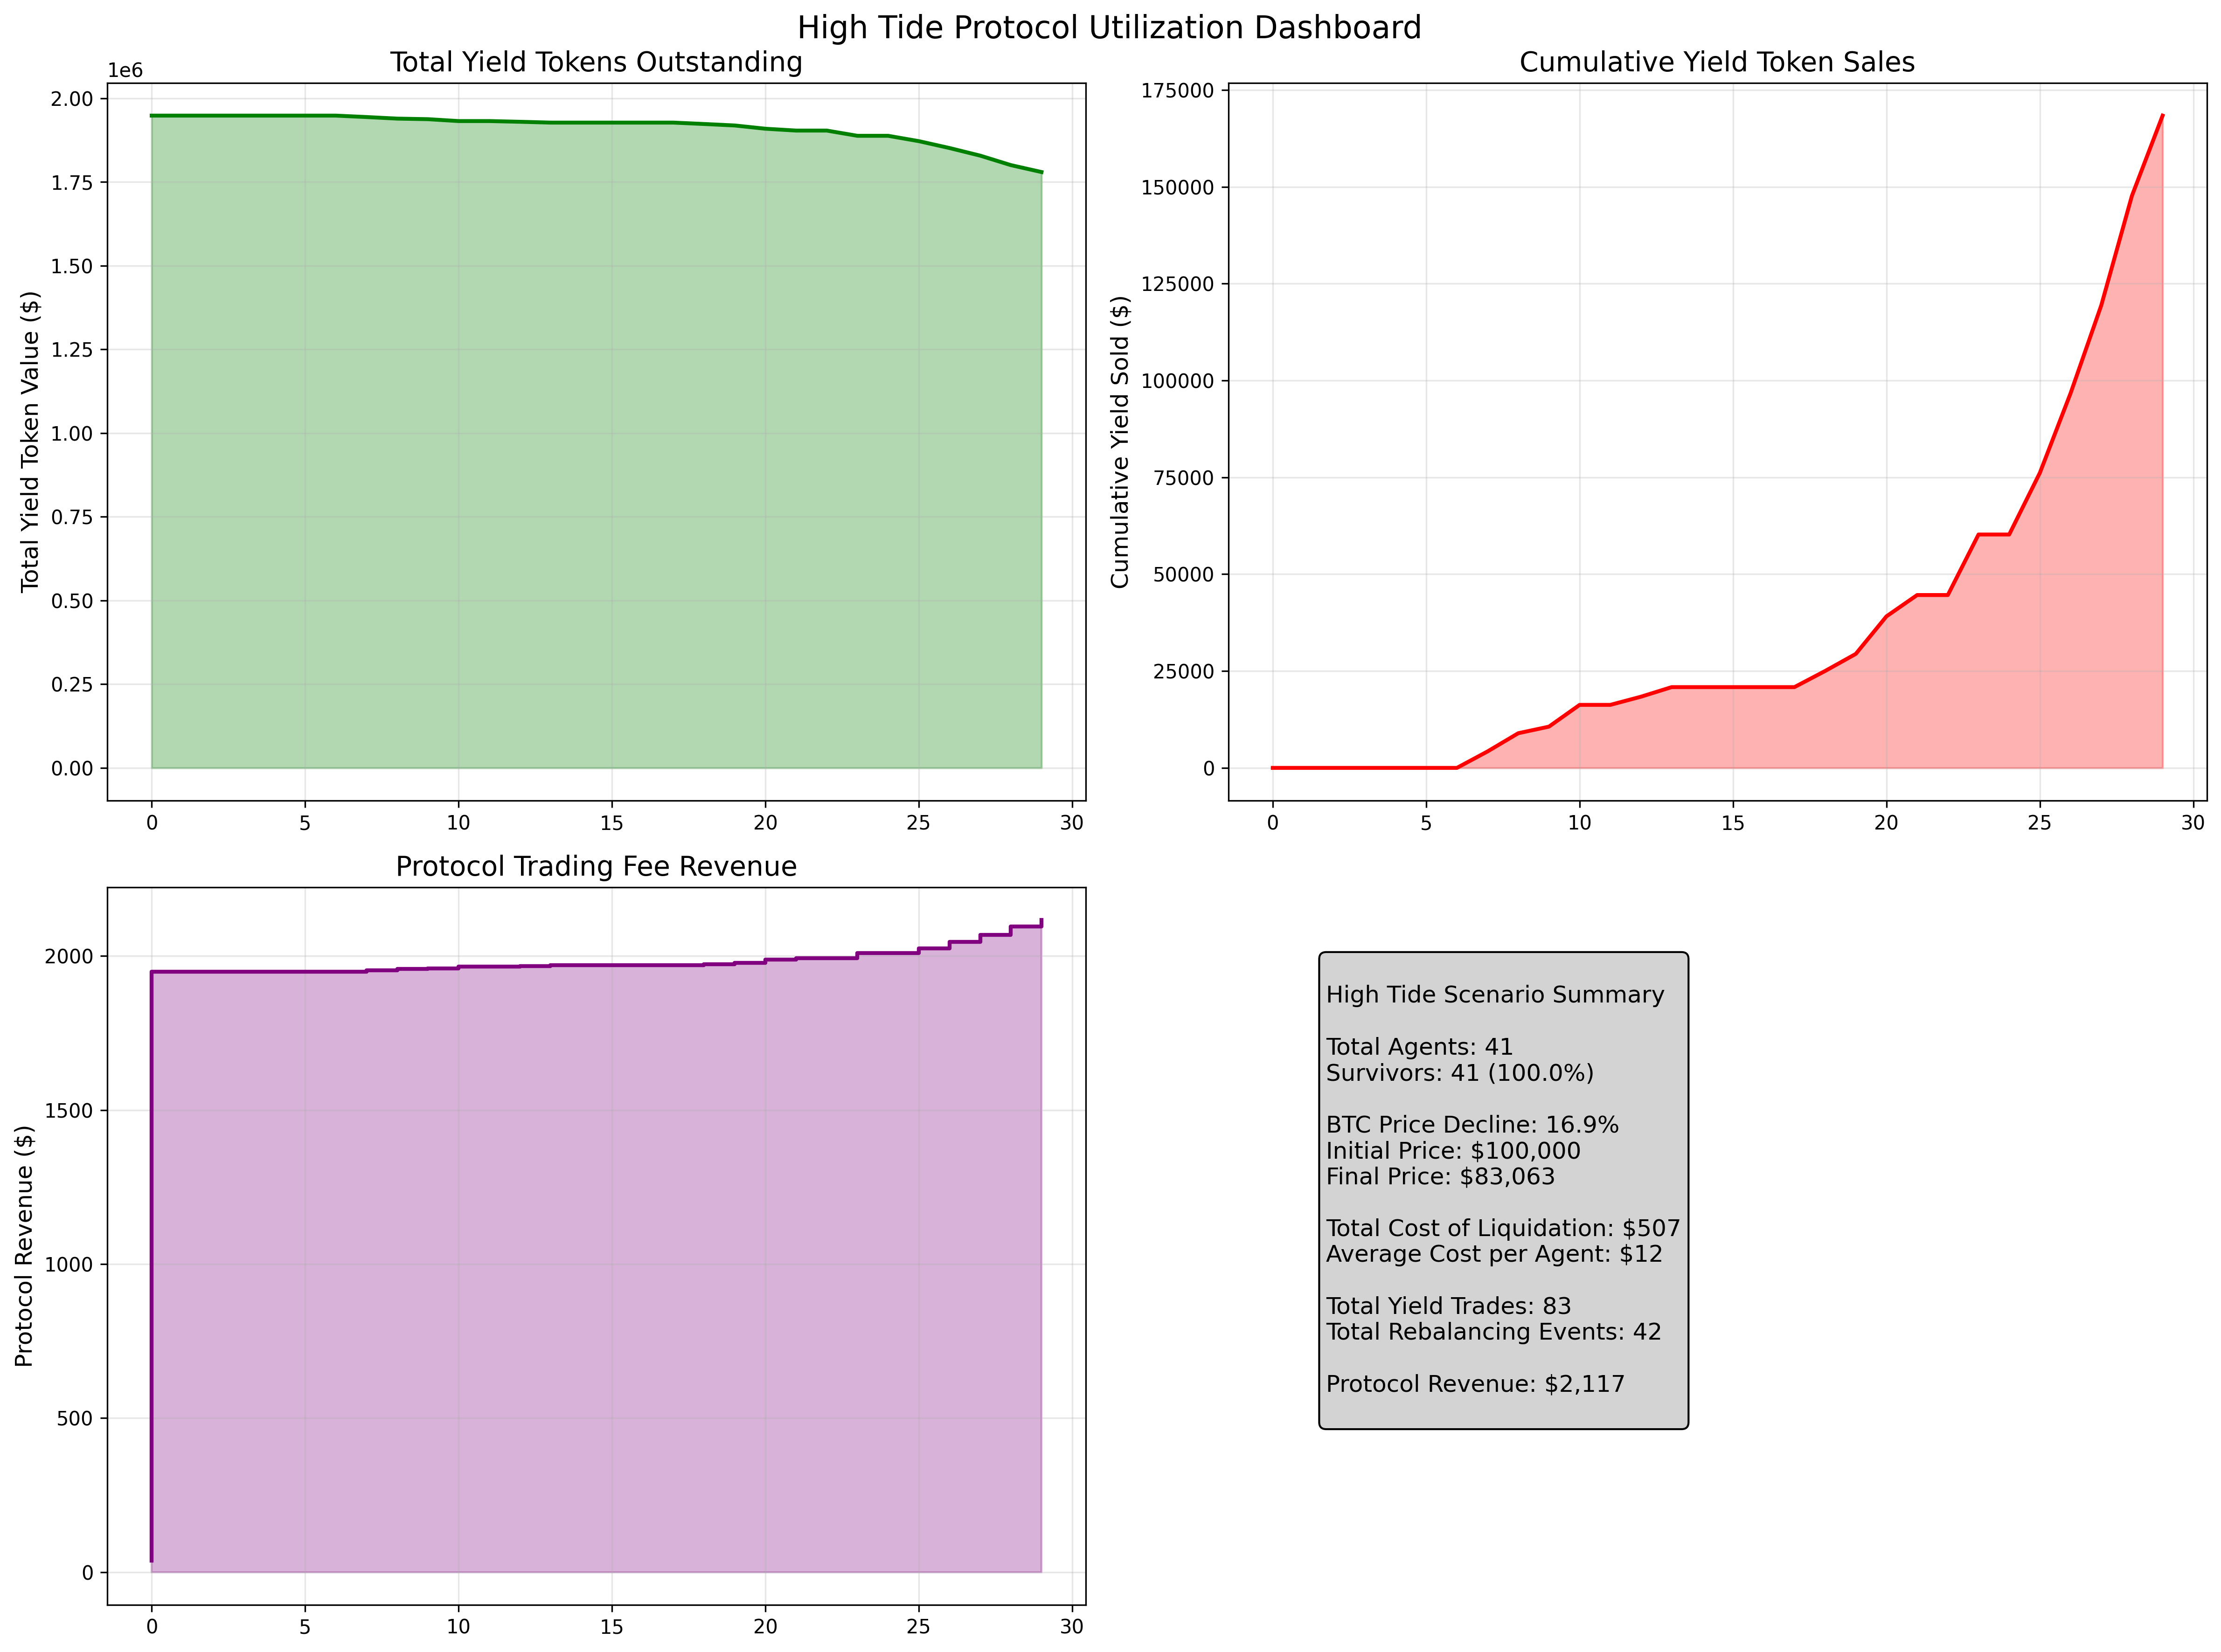 High Tide Protocol Utilization Dashboard
Total Yield Tokens Outstanding
1e6
2.00
1.75
1.50
1.25
1.00
0.75
0.50
0.25
0.00
Total Yield Token Value ($)
0 5 10 15 20 25 30
Cumulative Yield Token Sales
175000
150000
125000
100000
75000
50000
25000
0
Cumulative Yield Sold ($)
0 5 10 15 20 25 30
Protocol Trading Fee Revenue
2000
1500
1000
500
0
Protocol Revenue ($)
0 5 10 15 20 25 30
High Tide Scenario Summary
Total Agents: 41
Survivors: 41 (100.0%)
BTC Price Decline: 16.9%
Initial Price: $100,000
Final Price: $83,063
Total Cost of Liquidation: $507
Average Cost per Agent: $12
Total Yield Trades: 83
Total Rebalancing Events: 42
Protocol Revenue: $2,117